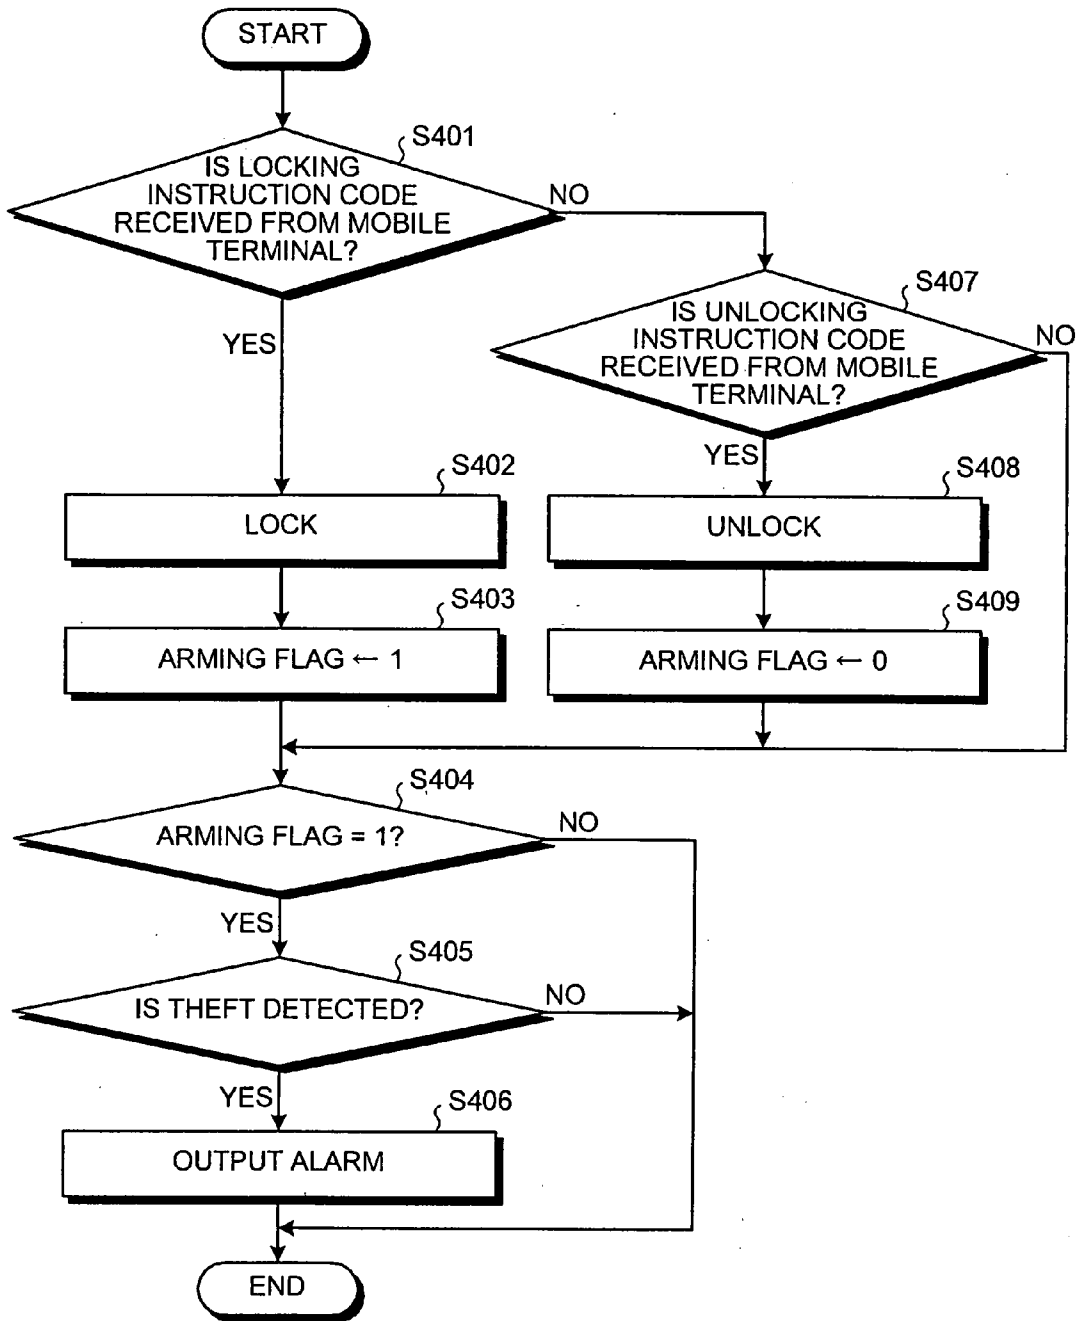 START
S401
IS LOCKING
INSTRUCTION CODE
RECEIVED FROM MOBILE
TERMINAL?
NO
YES
S407
IS UNLOCKING
INSTRUCTION CODE
RECEIVED FROM MOBILE
TERMINAL?
NO
YES
S402
LOCK
S408
UNLOCK
S403
ARMING FLAG ← 1
S409
ARMING FLAG ← 0
S404
ARMING FLAG = 1?
NO
YES
S405
IS THEFT DETECTED?
NO
YES
S406
OUTPUT ALARM
END